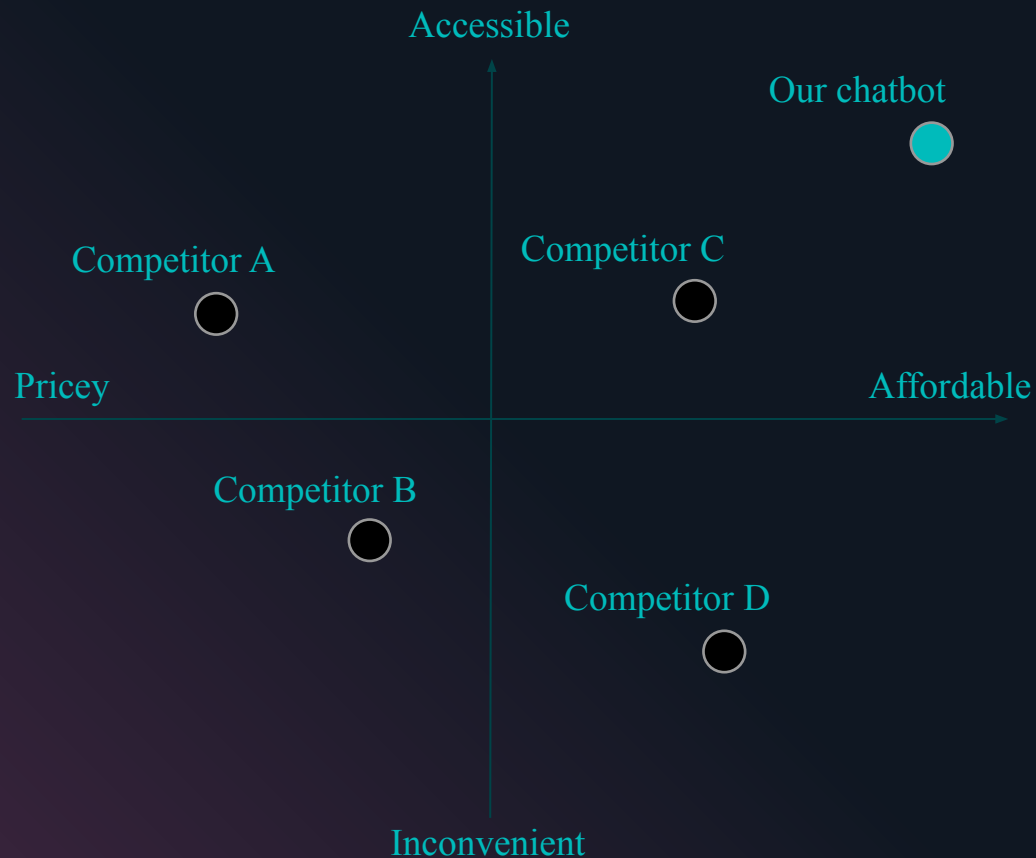 Accessible
Our chatbot
Competitor A
Competitor C
Pricey
Affordable
Competitor B
Competitor D
Inconvenient